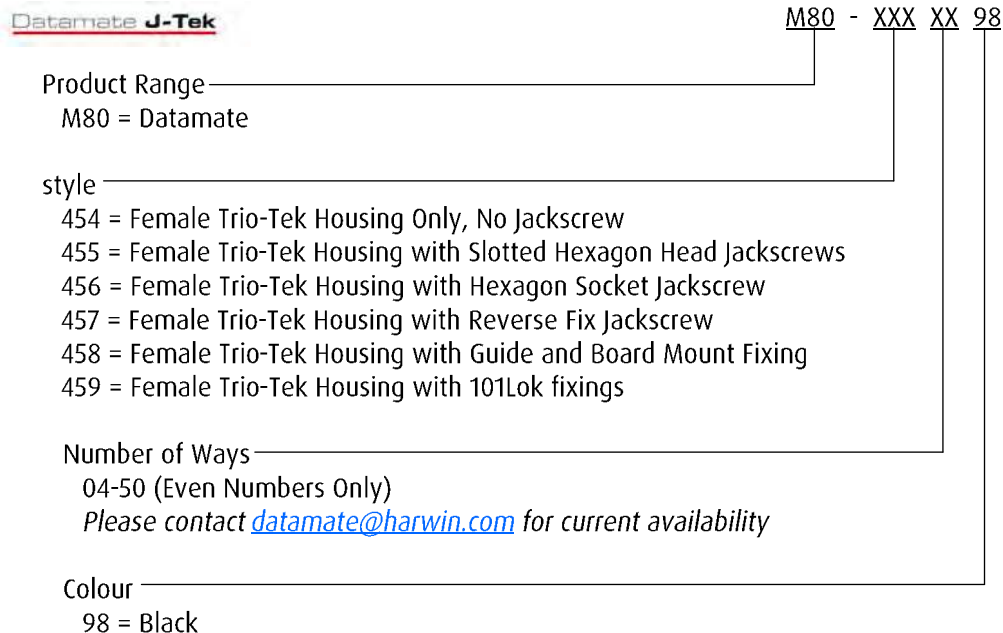 Datamate J-Tek
M80 - XXX XX 98
Product Range
M80 = Datamate
style
454 = Female Trio-Tek Housing Only, No Jackscrew
455 = Female Trio-Tek Housing with Slotted Hexagon Head Jackscrews
456 = Female Trio-Tek Housing with Hexagon Socket Jackscrew
457 = Female Trio-Tek Housing with Reverse Fix Jackscrew
458 = Female Trio-Tek Housing with Guide and Board Mount Fixing
459 = Female Trio-Tek Housing with 101Lok fixings
Number of Ways
04-50 (Even Numbers Only)
Please contact datamate@harwin.com for current availability
Colour
98 = Black